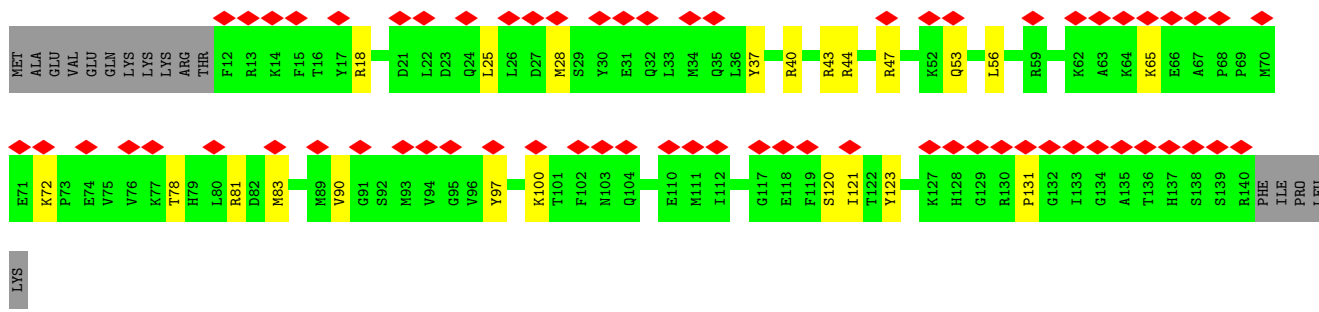 MET ALA GLU VAL GLU GLN LYS LYS LYS ARG THR F12 R13 K14 F15 T16 Y17 R18 D21 L22 D23 Q24 L25 L26 D27 M28 S29 Y30 E31 Q32 L33 M34 Q35 L36 Y37 R40 R43 R44 R47 K52 Q53 L56 R59 K62 A63 K64 K65 E66 A67 P68 P69 M70
E71 K72 P73 E74 V75 V76 K77 T78 H79 L80 R81 D82 M83 M89 V90 G91 S92 M93 V94 G95 V96 Y97 K100 T101 F102 N103 Q104 E110 M111 I112 G117 E118 F119 S120 I121 T122 Y123 K127 H128 G129 R130 P131 G132 I133 G134 A135 T136 H137 S138 S139 R140 PHE ILE PRO LEU
LYS